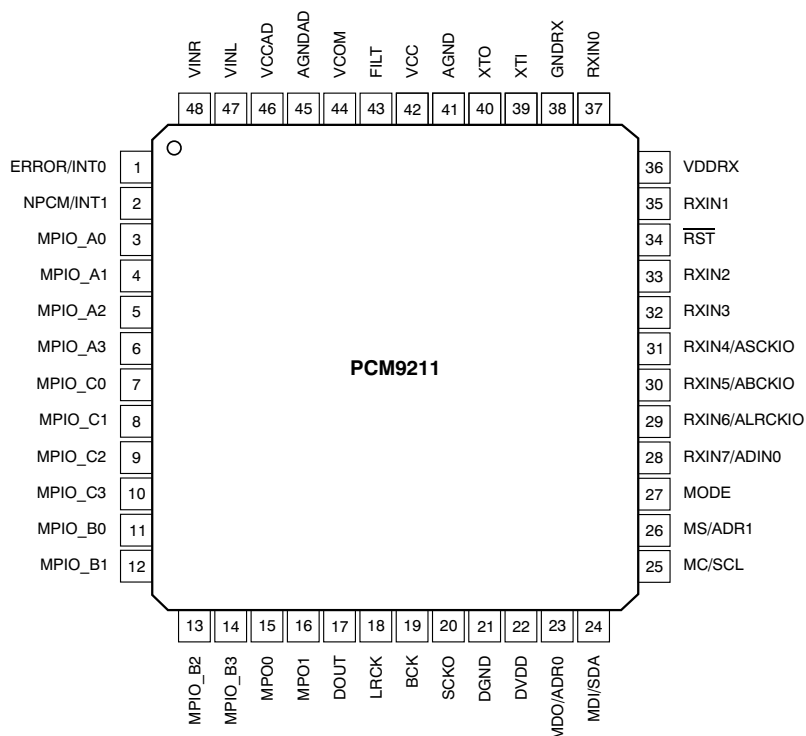 VINR VINL VCCAD AGNDAD VCOM FILT VCC AGND XTO XTI GNDRX RXIN0
48 47 46 45 44 43 42 41 40 39 38 37
ERROR/INT0 1 36 VDDRX
NPCM/INT1 2 35 RXIN1
MPIO_A0 3 34 RST
MPIO_A1 4 33 RXIN2
MPIO_A2 5 32 RXIN3
MPIO_A3 6 31 RXIN4/ASCKIO
PCM9211
MPIO_C0 7 30 RXIN5/ABCKIO
MPIO_C1 8 29 RXIN6/ALRCKIO
MPIO_C2 9 28 RXIN7/ADIN0
MPIO_C3 10 27 MODE
MPIO_B0 11 26 MS/ADR1
MPIO_B1 12 25 MC/SCL
13 14 15 16 17 18 19 20 21 22 23 24
MPIO_B2 MPIO_B3 MPO0 MPO1 DOUT LRCK BCK SCKO DGND DVDD MDO/ADR0 MDI/SDA